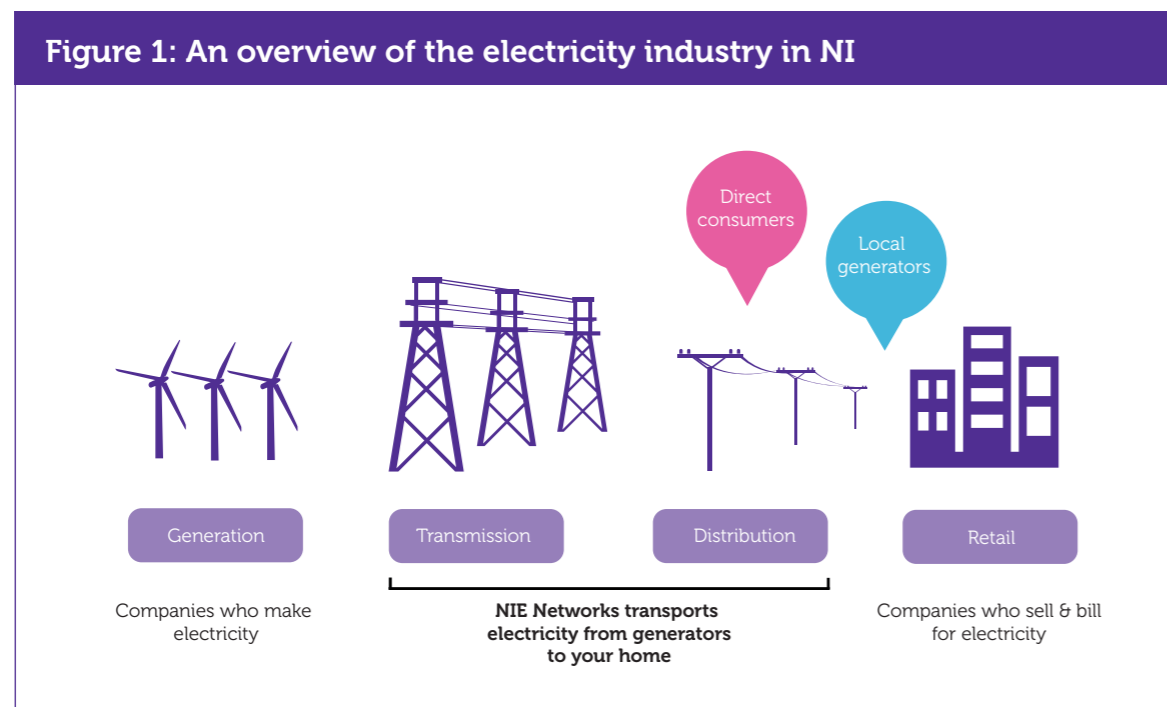 Figure 1: An overview of the electricity industry in NI
Direct
consumers
Local
generators
Generation
Transmission
Distribution
Retail
Companies who make
electricity
NIE Networks transports
electricity from generators
to your home
Companies who sell & bill
for electricity